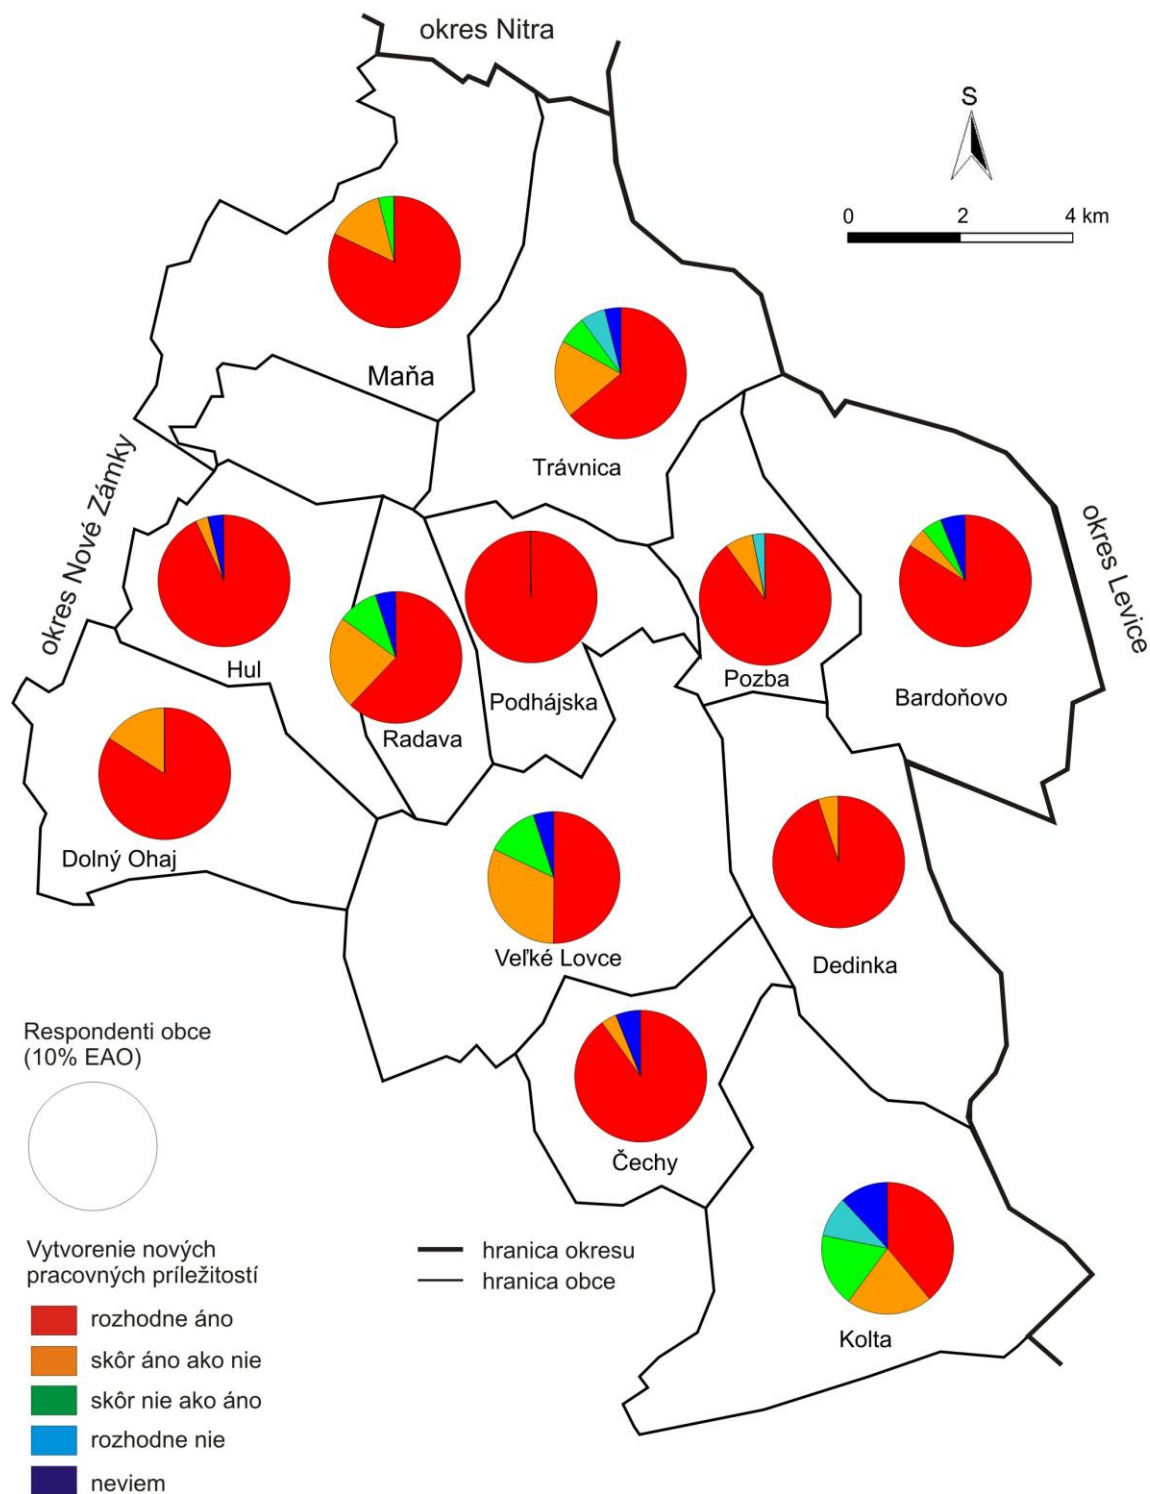 okres Nitra
S
0 2 4 km
Maňa
Trávnica
okres Nové Zámky
okres Levice
Hul
Radava
Podhájska
Pozba
Bardoňovo
Dolný Ohaj
Veľké Lovce
Dedinka
Čechy
Kolta
Respondenti obce
(10% EAO)
Vytvorenie nových
pracovných príležitostí
rozhodne áno
skôr áno ako nie
skôr nie ako áno
rozhodne nie
neviem
hranica okresu
hranica obce